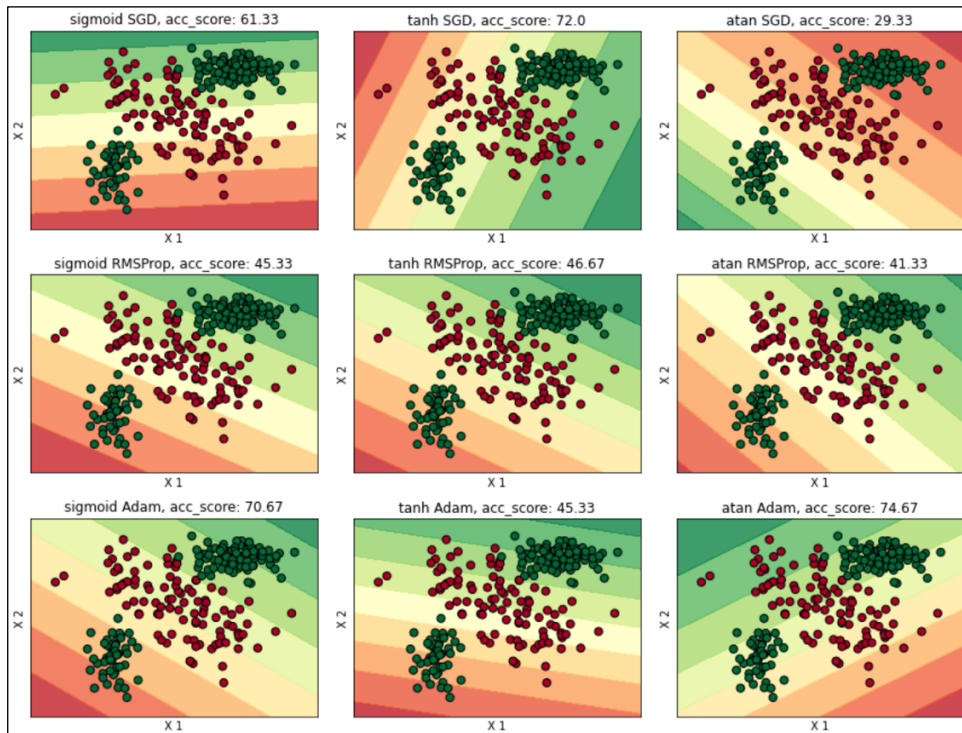 sigmoid SGD, acc_score: 61.33
tanh SGD, acc_score: 72.0
atan SGD, acc_score: 29.33
X 2
X 2
X 2
X 1
X 1
X 1
sigmoid RMSProp, acc_score: 45.33
tanh RMSProp, acc_score: 46.67
atan RMSProp, acc_score: 41.33
X 2
X 2
X 2
X 1
X 1
X 1
sigmoid Adam, acc_score: 70.67
tanh Adam, acc_score: 45.33
atan Adam, acc_score: 74.67
X 2
X 2
X 2
X 1
X 1
X 1